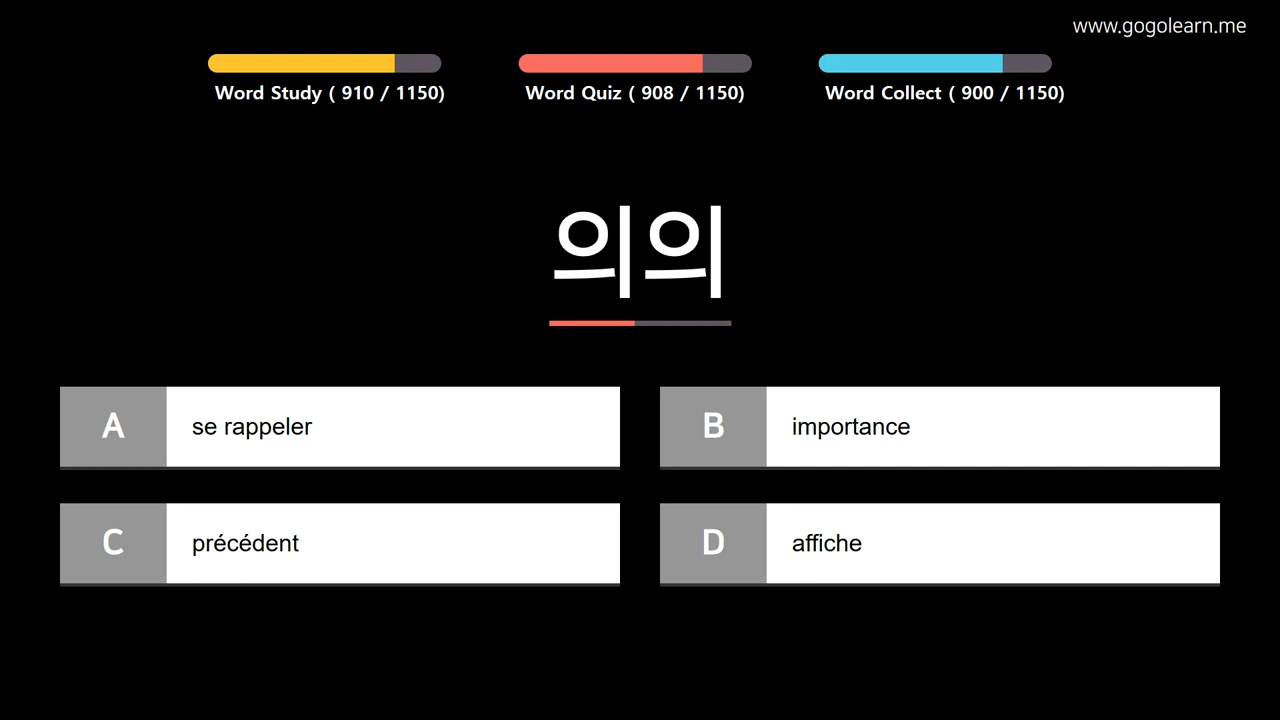 www.gogolearn.me
Word Study ( 910 / 1150)
Word Quiz ( 908 / 1150)
Word Collect ( 900 / 1150)
의의
A
se rappeler
B
importance
C
précédent
D
affiche